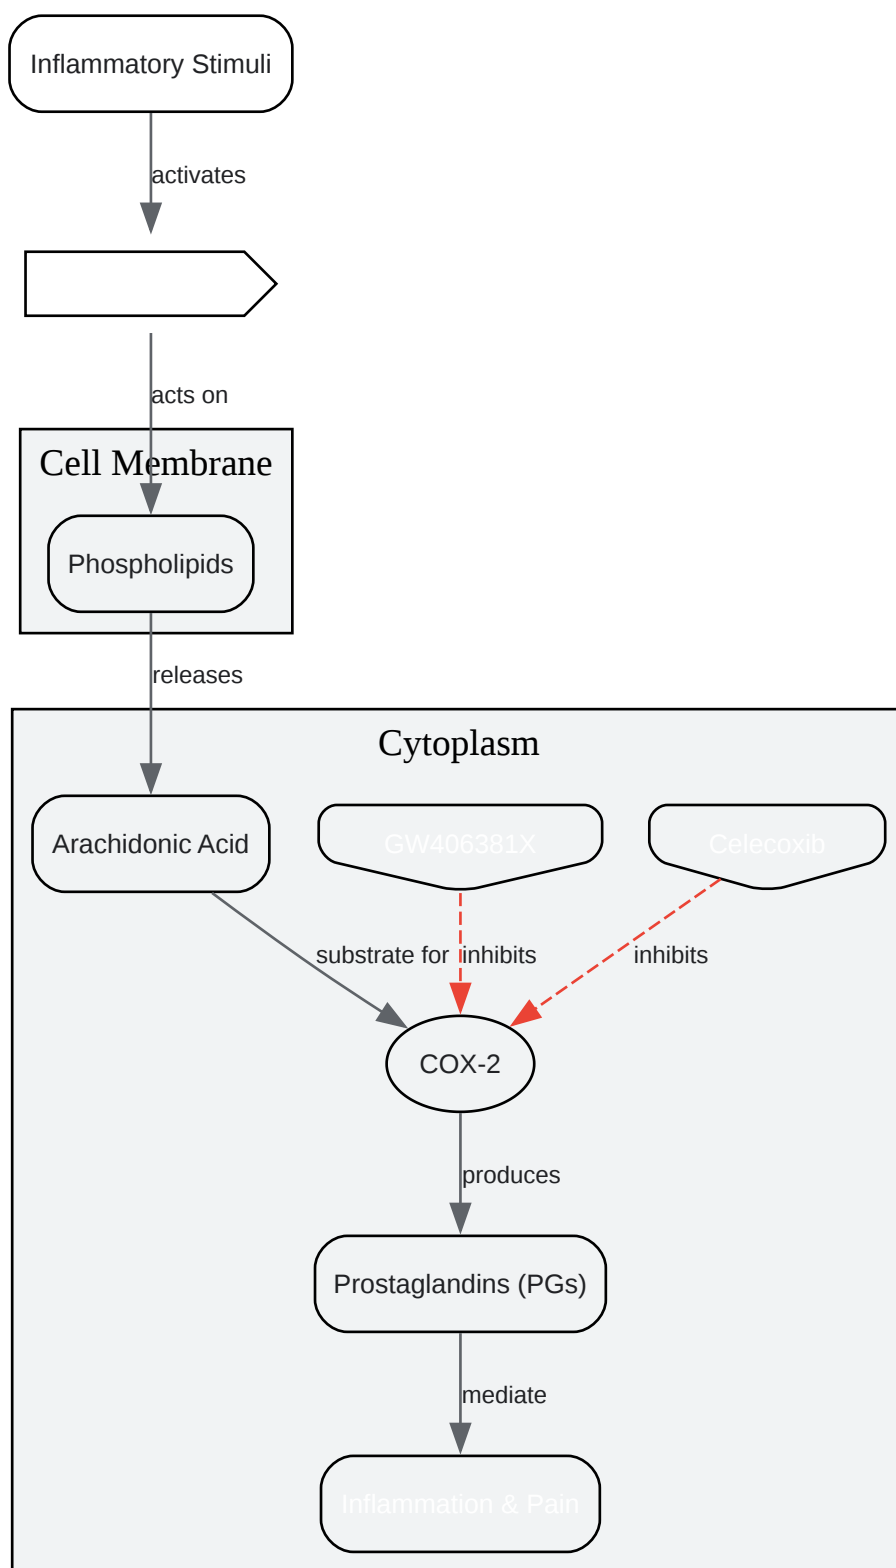 Inflammatory Stimuli
activates
acts on
Cell Membrane
Phospholipids
releases
Cytoplasm
Arachidonic Acid
GW406381X
Celecoxib
substrate for
inhibits
inhibits
COX-2
produces
Prostaglandins (PGs)
mediate
Inflammation & Pain